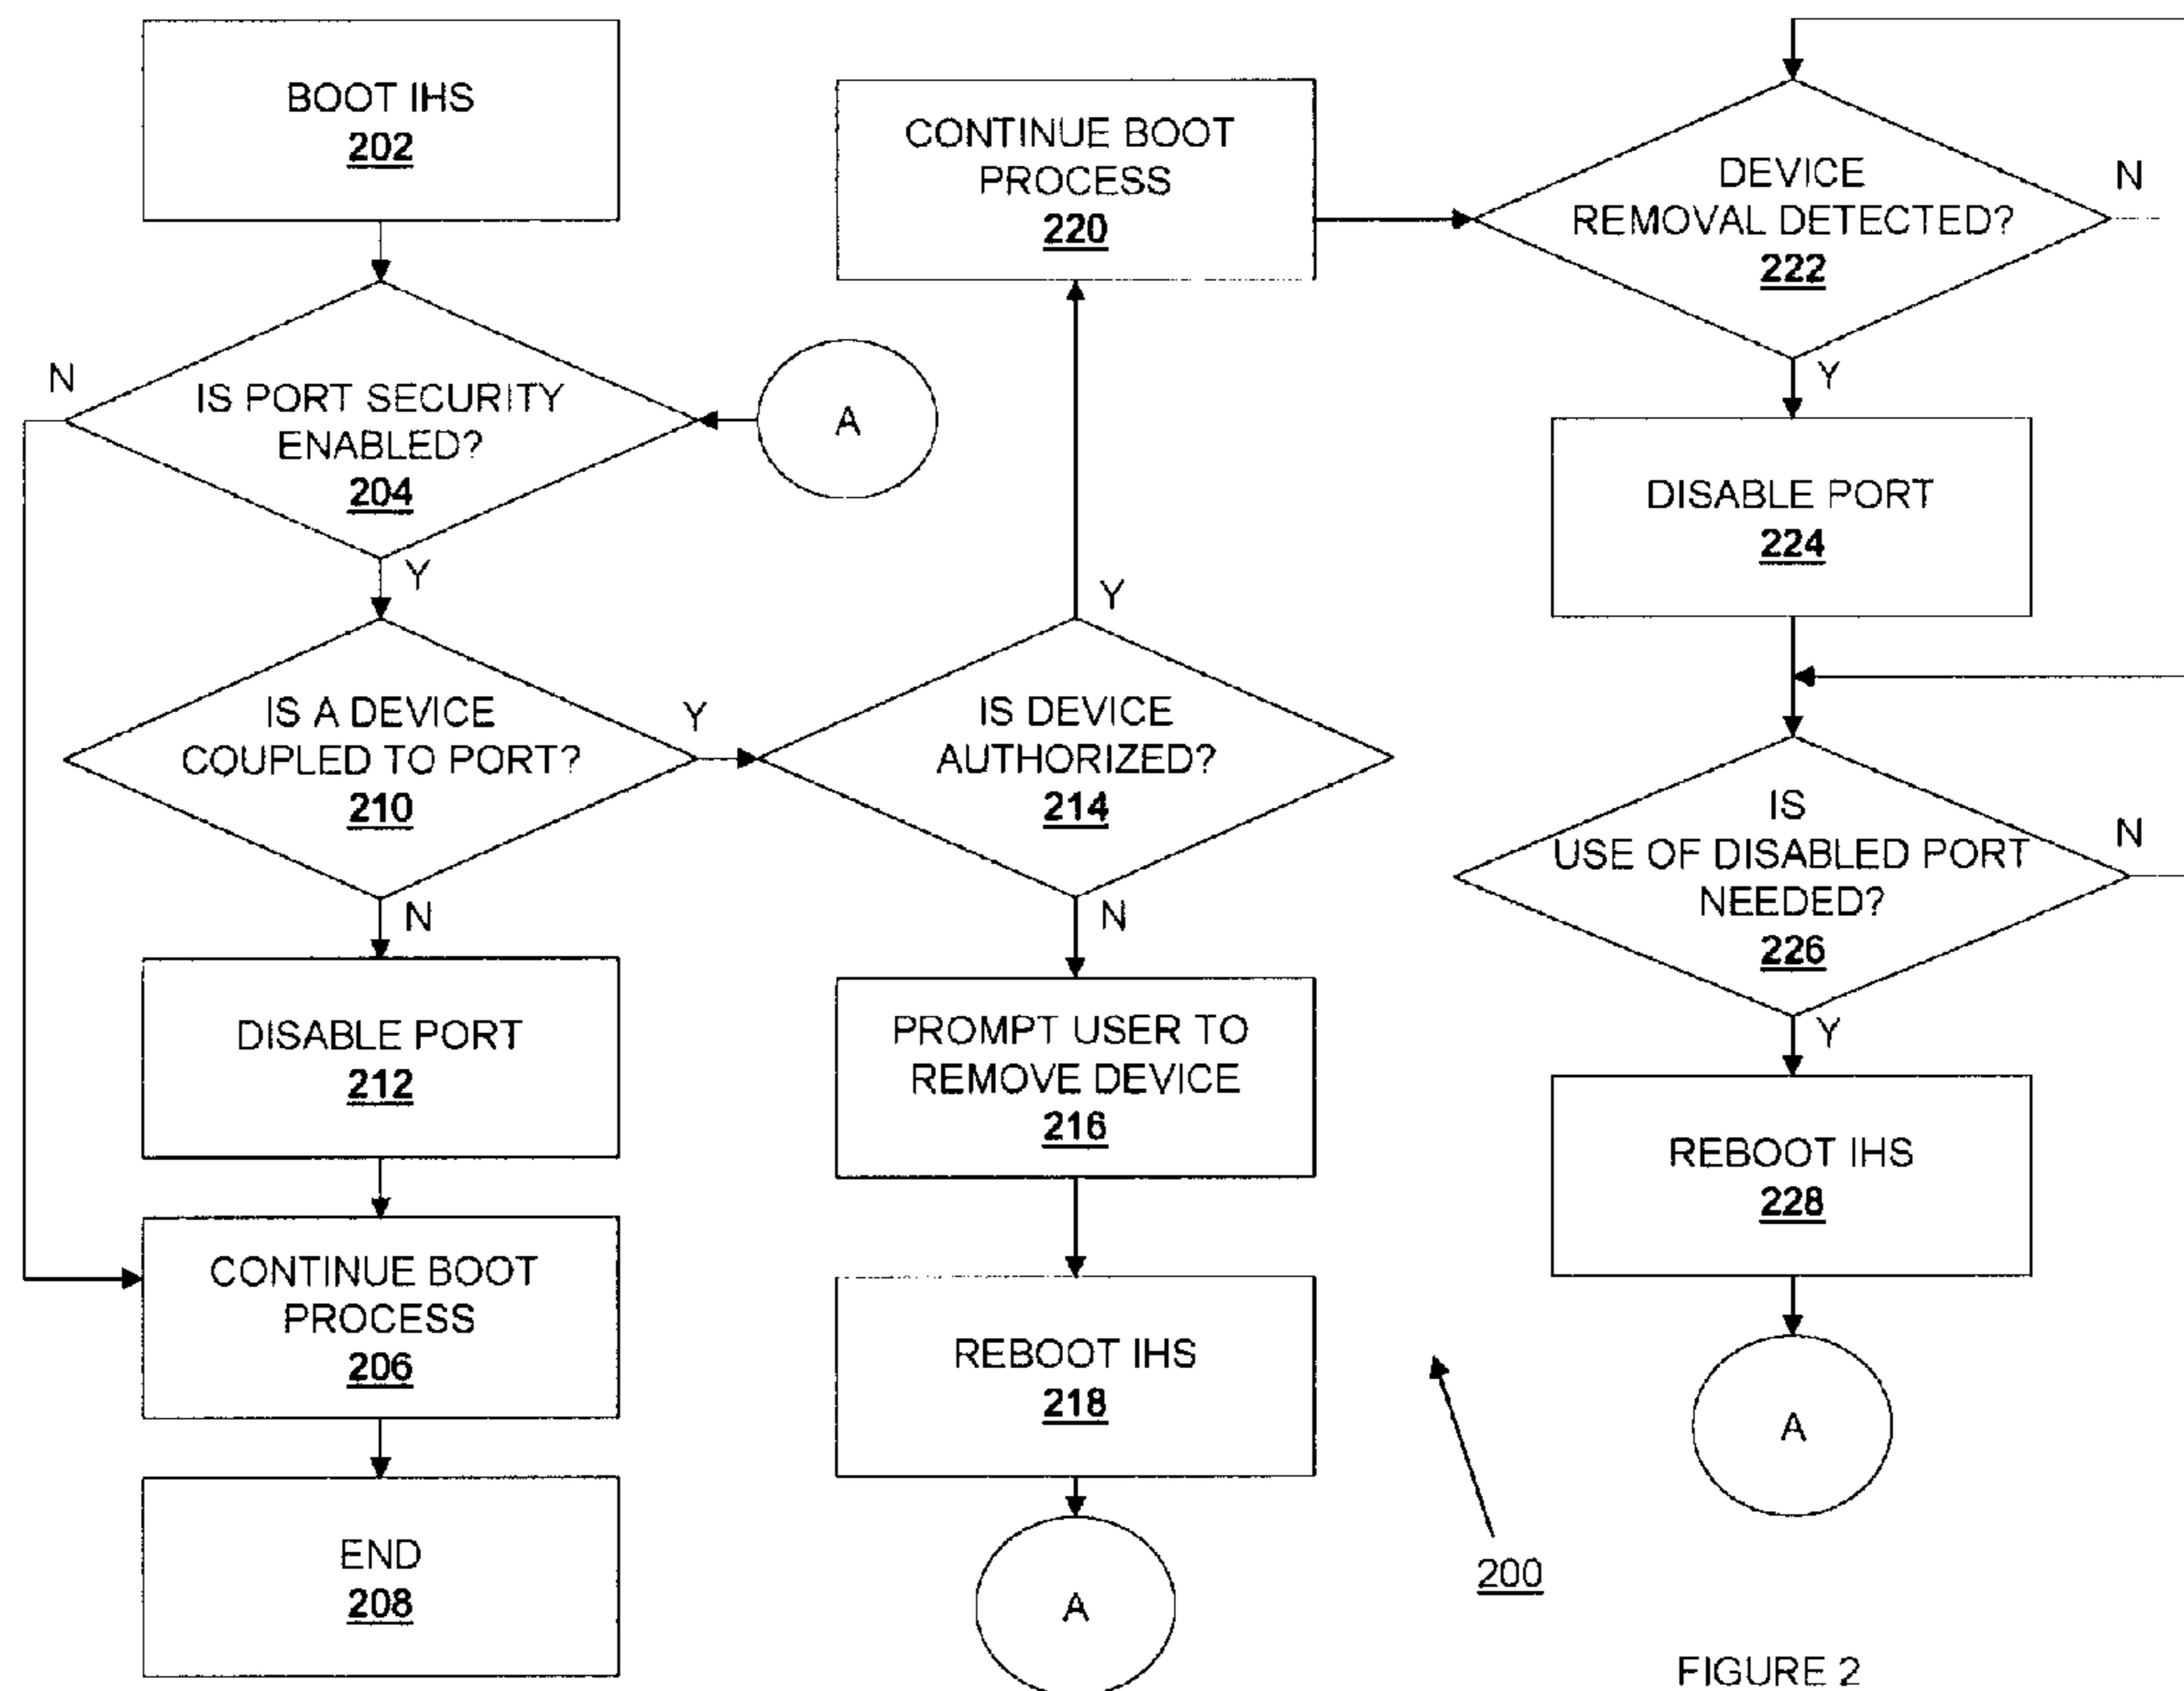 BOOT IHS
202
N
IS PORT SECURITY
ENABLED?
204
A
Y
IS A DEVICE
COUPLED TO PORT?
210
Y
N
DISABLE PORT
212
CONTINUE BOOT
PROCESS
206
END
208
CONTINUE BOOT
PROCESS
220
Y
IS DEVICE
AUTHORIZED?
214
N
PROMPT USER TO
REMOVE DEVICE
216
REBOOT IHS
218
A
DEVICE
REMOVAL DETECTED?
222
N
Y
DISABLE PORT
224
IS
USE OF DISABLED PORT
NEEDED?
226
N
Y
REBOOT IHS
228
A
200
FIGURE 2